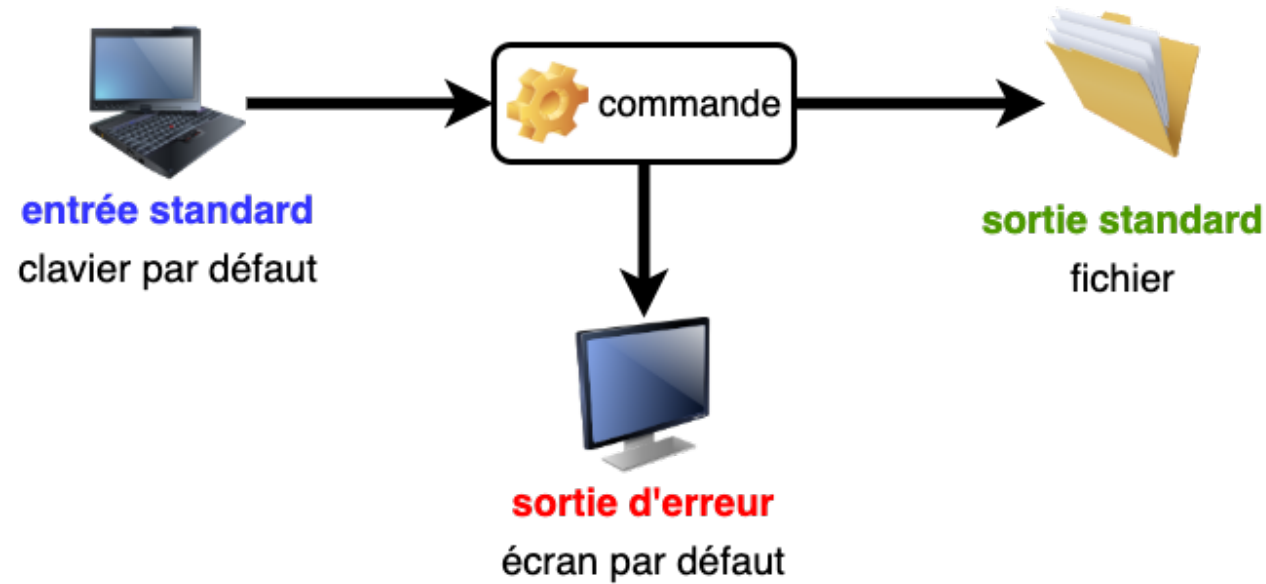 commande
entrée standard
clavier par défaut
sortie standard
fichier
sortie d'erreur
écran par défaut